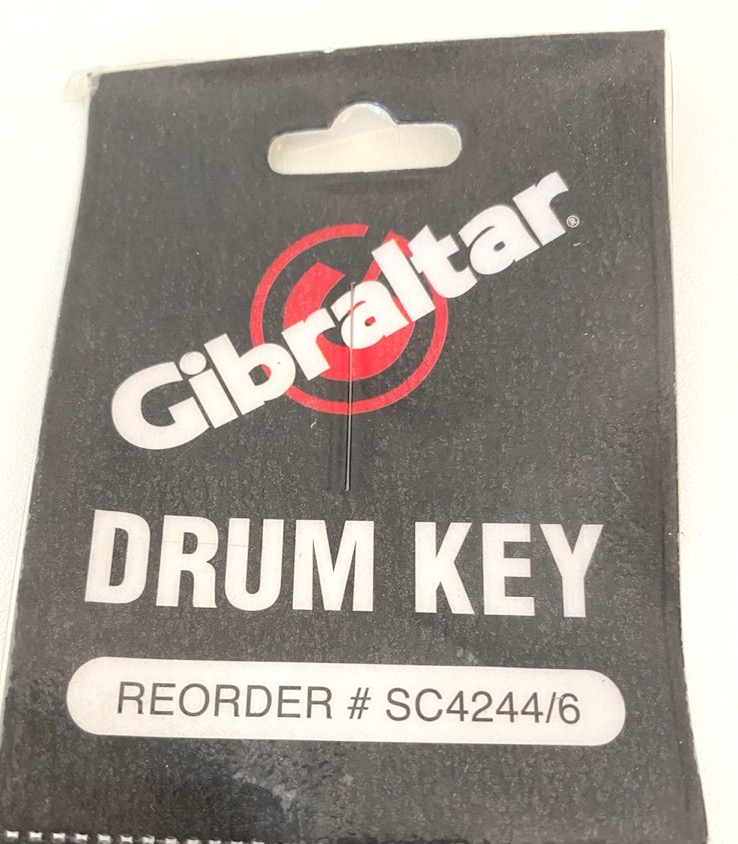 Gibraltar®
DRUM KEY
REORDER # SC4244/6